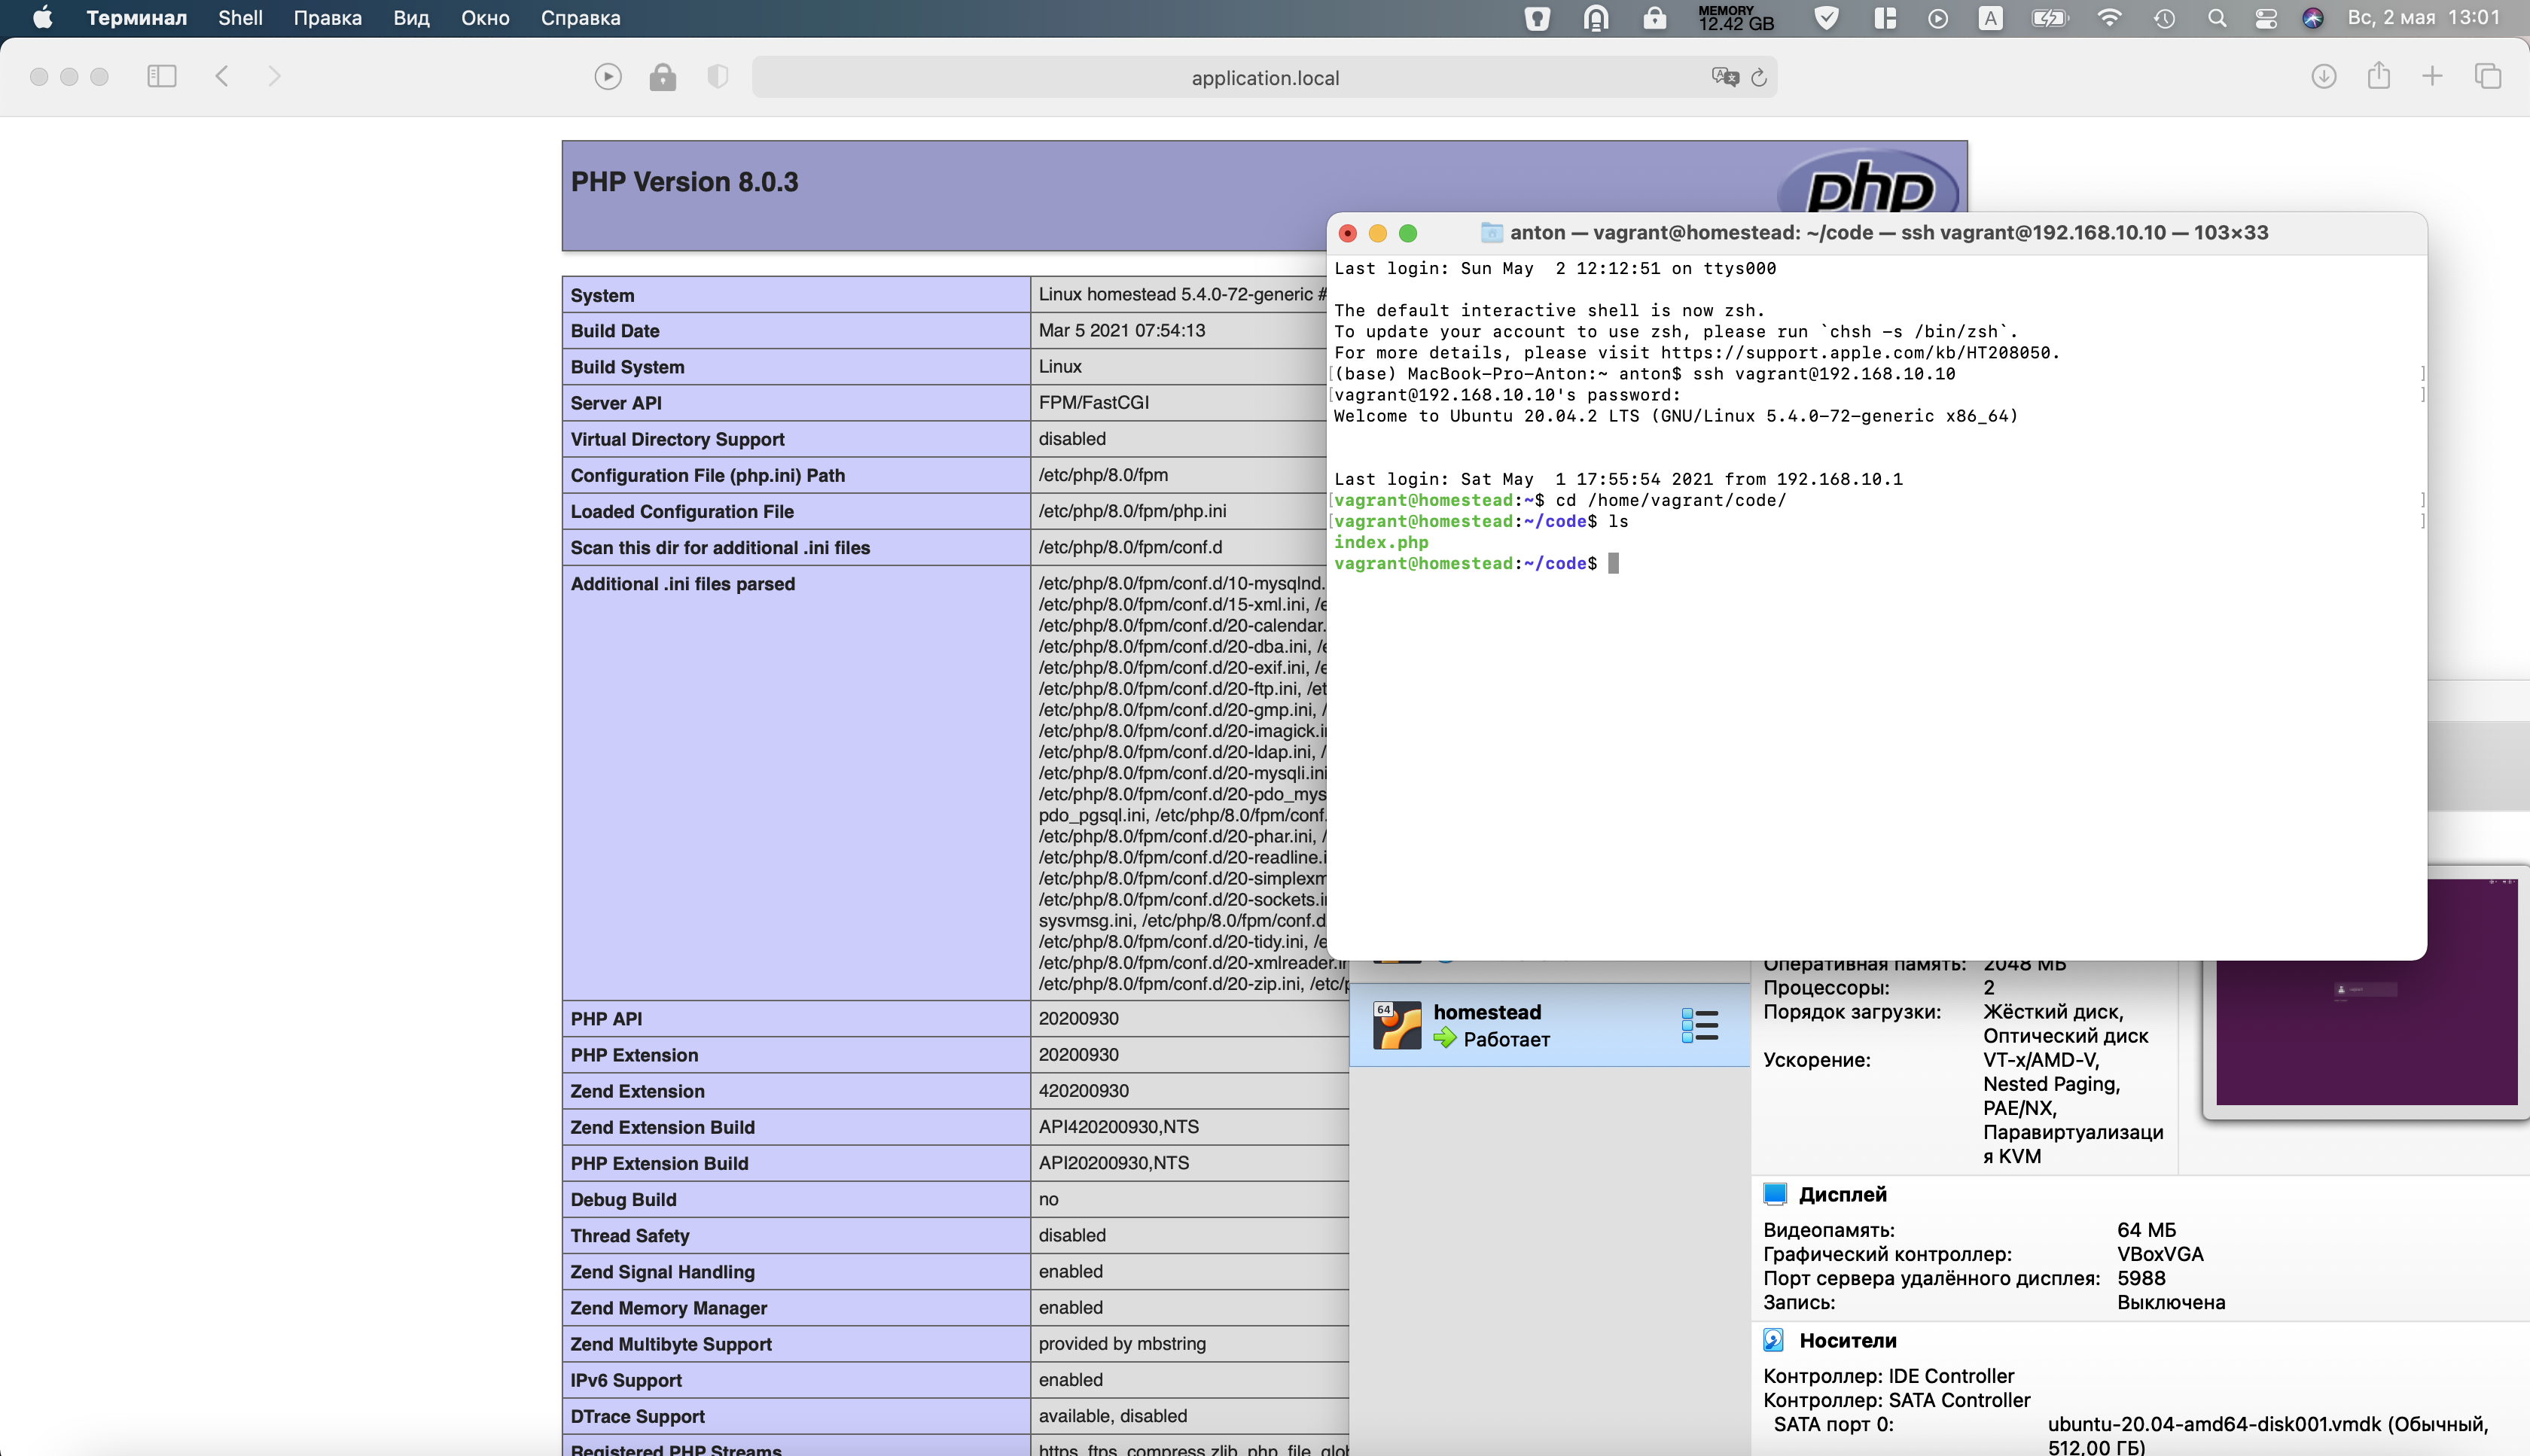 Терминал Shell Правка Вид Окно Справка
MEMORY
12.42 GB
A
Вс, 2 мая 13:01
application.local
PHP Version 8.0.3
php
System Linux homestead 5.4.0-72-generic #
Build Date Mar 5 2021 07:54:13
Build System Linux
Server API FPM/FastCGI
Virtual Directory Support disabled
Configuration File (php.ini) Path /etc/php/8.0/fpm
Loaded Configuration File /etc/php/8.0/fpm/php.ini
Scan this dir for additional .ini files /etc/php/8.0/fpm/conf.d
Additional .ini files parsed /etc/php/8.0/fpm/conf.d/10-mysqlnd.
/etc/php/8.0/fpm/conf.d/15-xml.ini, /e
/etc/php/8.0/fpm/conf.d/20-calendar.
/etc/php/8.0/fpm/conf.d/20-dba.ini, /e
/etc/php/8.0/fpm/conf.d/20-exif.ini, /e
/etc/php/8.0/fpm/conf.d/20-ftp.ini, /et
/etc/php/8.0/fpm/conf.d/20-gmp.ini, /
/etc/php/8.0/fpm/conf.d/20-imagick.i
/etc/php/8.0/fpm/conf.d/20-ldap.ini, /
/etc/php/8.0/fpm/conf.d/20-mysqli.ini
/etc/php/8.0/fpm/conf.d/20-pdo_mys
pdo_pgsql.ini, /etc/php/8.0/fpm/conf.
/etc/php/8.0/fpm/conf.d/20-phar.ini, /
/etc/php/8.0/fpm/conf.d/20-readline.i
/etc/php/8.0/fpm/conf.d/20-simplexm
/etc/php/8.0/fpm/conf.d/20-sockets.i
sysvmsg.ini, /etc/php/8.0/fpm/conf.d
/etc/php/8.0/fpm/conf.d/20-tidy.ini, /e
/etc/php/8.0/fpm/conf.d/20-xmlreader.i
/etc/php/8.0/fpm/conf.d/20-zip.ini, /etc/p
PHP API 20200930
PHP Extension 20200930
Zend Extension 420200930
Zend Extension Build API420200930,NTS
PHP Extension Build API20200930,NTS
Debug Build no
Thread Safety disabled
Zend Signal Handling enabled
Zend Memory Manager enabled
Zend Multibyte Support provided by mbstring
IPv6 Support enabled
DTrace Support available, disabled
Registered PHP Streams https, ftps, compress.zlib, php, file, glob
anton — vagrant@homestead: ~/code — ssh vagrant@192.168.10.10 — 103×33
Last login: Sun May  2 12:12:51 on ttys000
The default interactive shell is now zsh.
To update your account to use zsh, please run `chsh -s /bin/zsh`.
For more details, please visit https://support.apple.com/kb/HT208050.
[(base) MacBook-Pro-Anton:~ anton$ ssh vagrant@192.168.10.10 ]
[vagrant@192.168.10.10's password: ]
Welcome to Ubuntu 20.04.2 LTS (GNU/Linux 5.4.0-72-generic x86_64)
Last login: Sat May  1 17:55:54 2021 from 192.168.10.1
[vagrant@homestead:~$ cd /home/vagrant/code/ ]
[vagrant@homestead:~/code$ ls ]
index.php
vagrant@homestead:~/code$
64
homestead
Работает
Оперативная память: 2048 МБ
Процессоры: 2
Порядок загрузки: Жёсткий диск,
Оптический диск
Ускорение: VT-x/AMD-V,
Nested Paging,
PAE/NX,
Паравиртуализаци
я KVM
Дисплей
Видеопамять: 64 МБ
Графический контроллер: VBoxVGA
Порт сервера удалённого дисплея: 5988
Запись: Выключена
Носители
Контроллер: IDE Controller
Контроллер: SATA Controller
SATA порт 0: ubuntu-20.04-amd64-disk001.vmdk (Обычный,
512,00 ГБ)